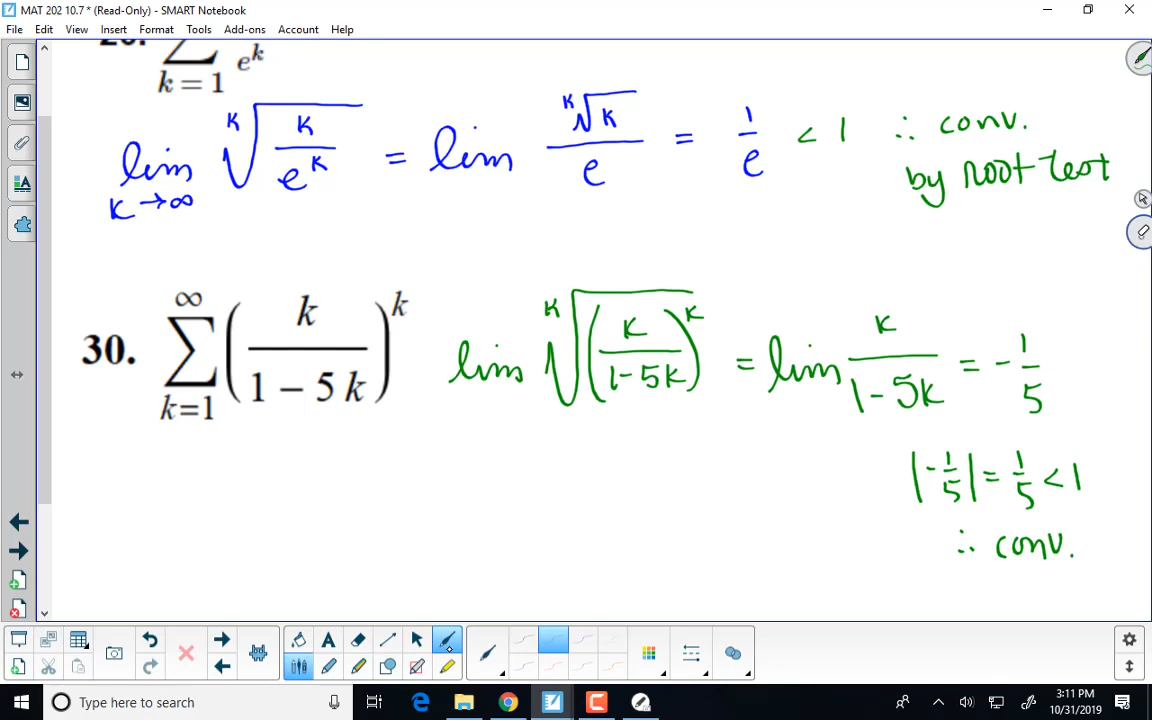 MAT 202 10.7 * (Read-Only) - SMART Notebook
File Edit View Insert Format Tools Add-ons Account Help
∑ k = 1 e^k
lim K→∞ ᴷ√(K/e^K) = lim ᴷ√K / e = 1/e < 1 ∴ conv.
by root test
30. ∑ k=1 ∞ (k/(1 − 5k))^k lim ᴷ√((K/(1-5K))^K) = lim K/(1-5K) = -1/5
|-1/5| = 1/5 < 1
∴ conv.
Type here to search
3:11 PM
10/31/2019